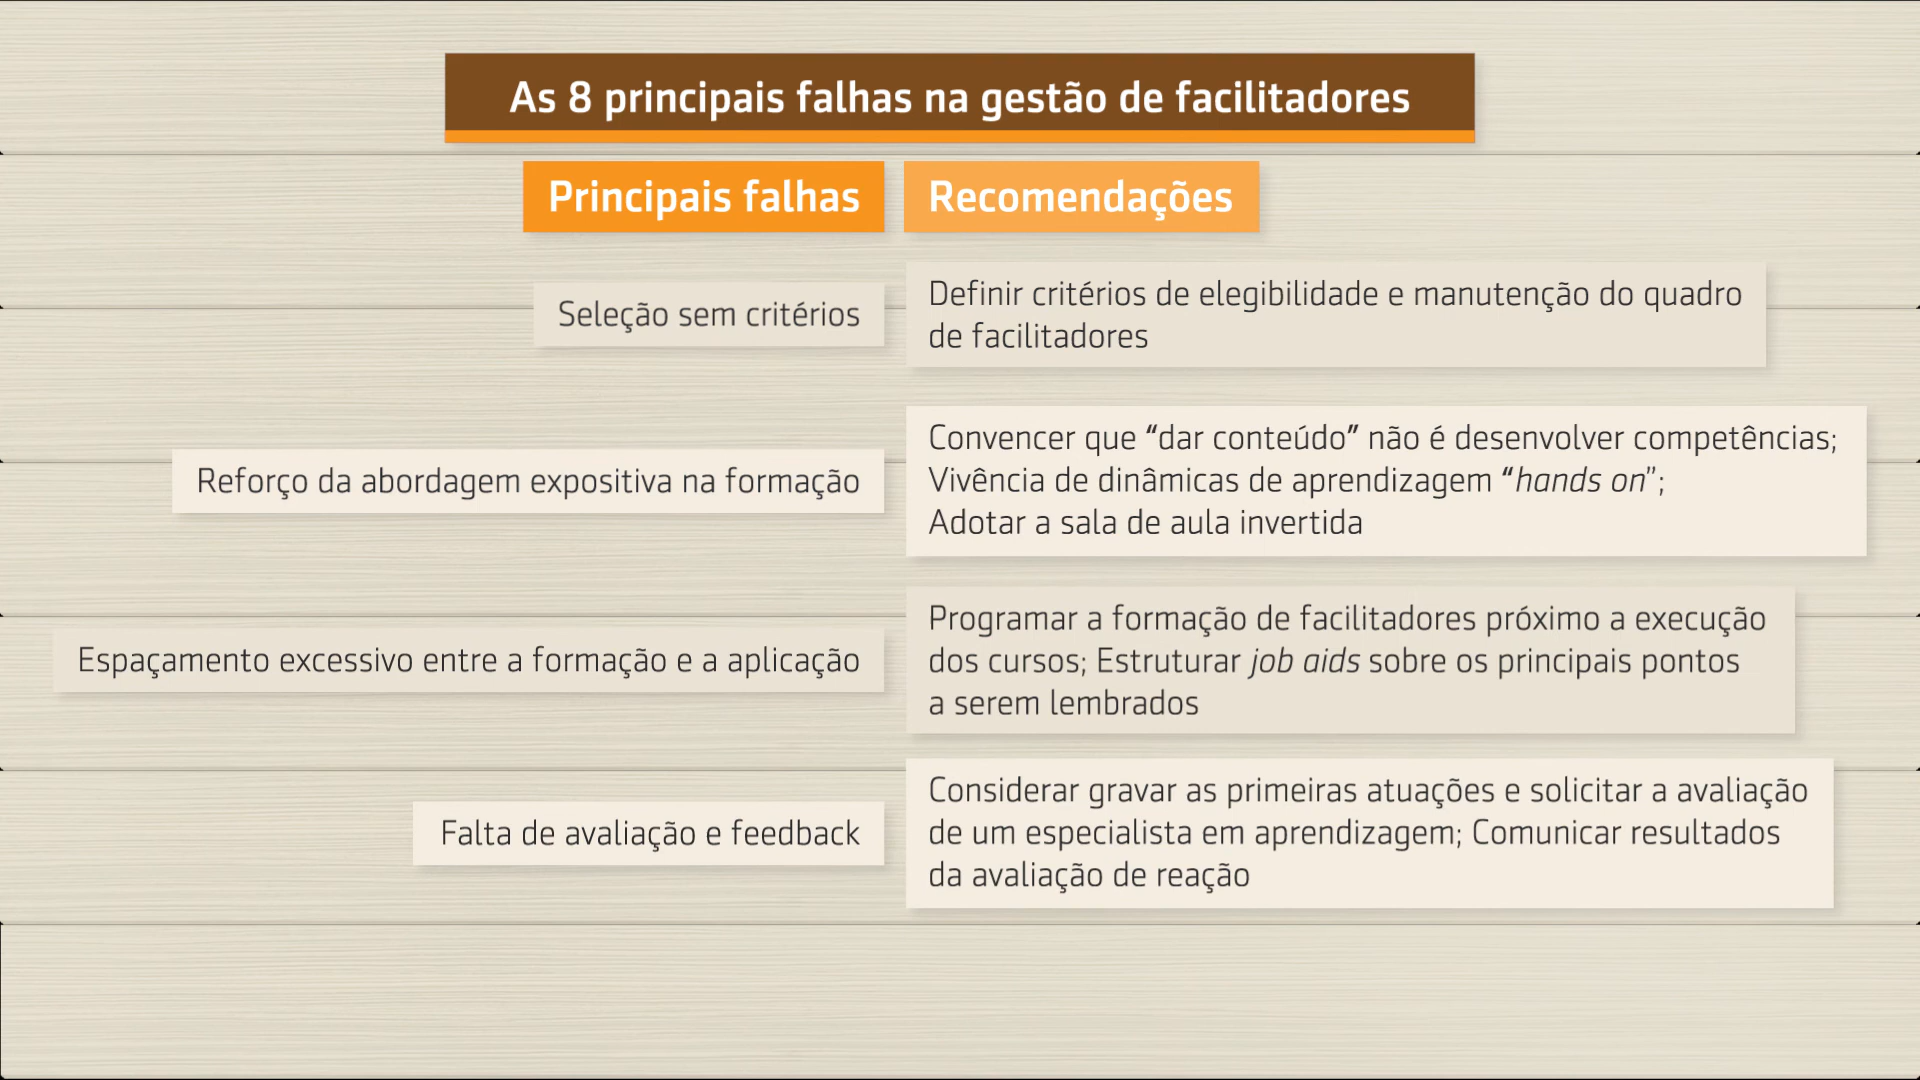 As 8 principais falhas na gestão de facilitadores
Principais falhas
Recomendações
Seleção sem critérios
Definir critérios de elegibilidade e manutenção do quadro
de facilitadores
Reforço da abordagem expositiva na formação
Convencer que “dar conteúdo” não é desenvolver competências;
Vivência de dinâmicas de aprendizagem “hands on”;
Adotar a sala de aula invertida
Espaçamento excessivo entre a formação e a aplicação
Programar a formação de facilitadores próximo a execução
dos cursos; Estruturar job aids sobre os principais pontos
a serem lembrados
Falta de avaliação e feedback
Considerar gravar as primeiras atuações e solicitar a avaliação
de um especialista em aprendizagem; Comunicar resultados
da avaliação de reação